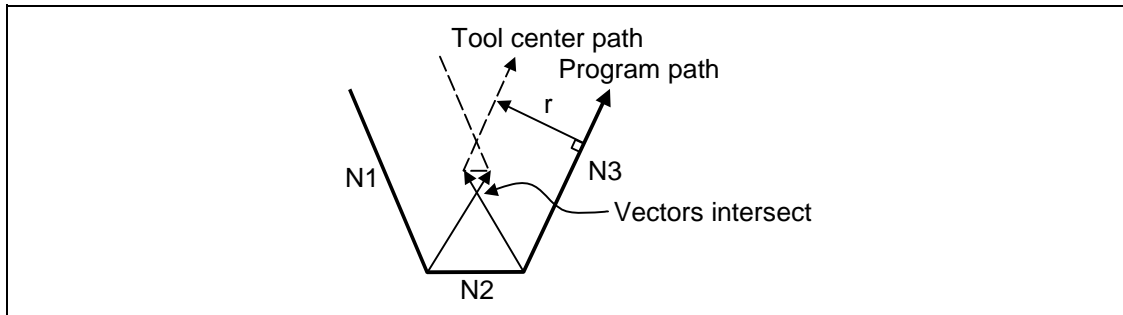 Tool center path
Program path
r
N1
N3
Vectors intersect
N2